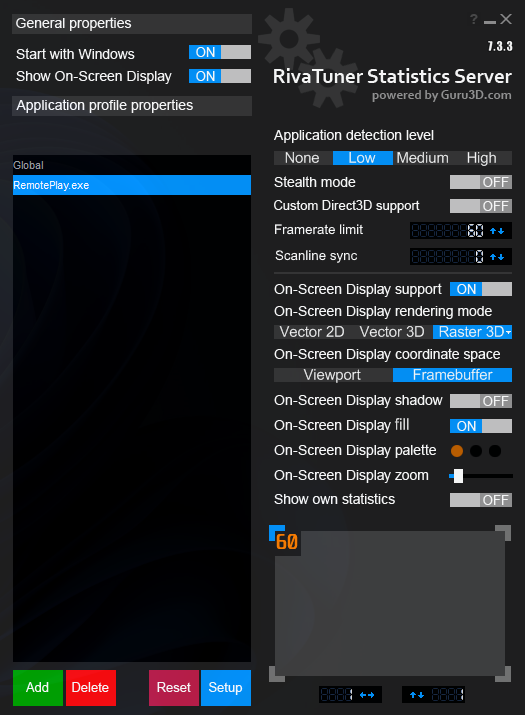 General properties
Start with Windows ON
Show On-Screen Display ON
Application profile properties
Global
RemotePlay.exe
Add Delete Reset Setup
?
7.3.3
RivaTuner Statistics Server
powered by Guru3D.com
Application detection level
None Low Medium High
Stealth mode OFF
Custom Direct3D support OFF
Framerate limit 60
Scanline sync 0
On-Screen Display support ON
On-Screen Display rendering mode
Vector 2D Vector 3D Raster 3D
On-Screen Display coordinate space
Viewport Framebuffer
On-Screen Display shadow OFF
On-Screen Display fill ON
On-Screen Display palette
On-Screen Display zoom
Show own statistics OFF
60
1 1